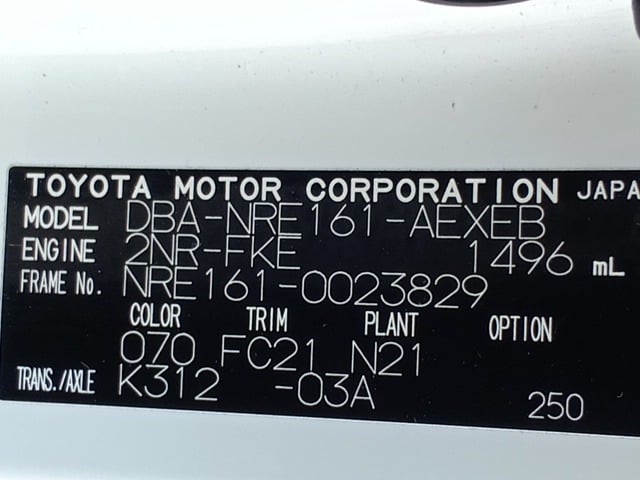 TOYOTA MOTOR CORPORATION JAPA
MODEL DBA-NRE161-AEXEB
ENGINE 2NR-FKE 1496 mL
FRAME No. NRE161-0023829
COLOR TRIM PLANT OPTION
070 FC21 N21
TRANS./AXLE K312 -03A
250